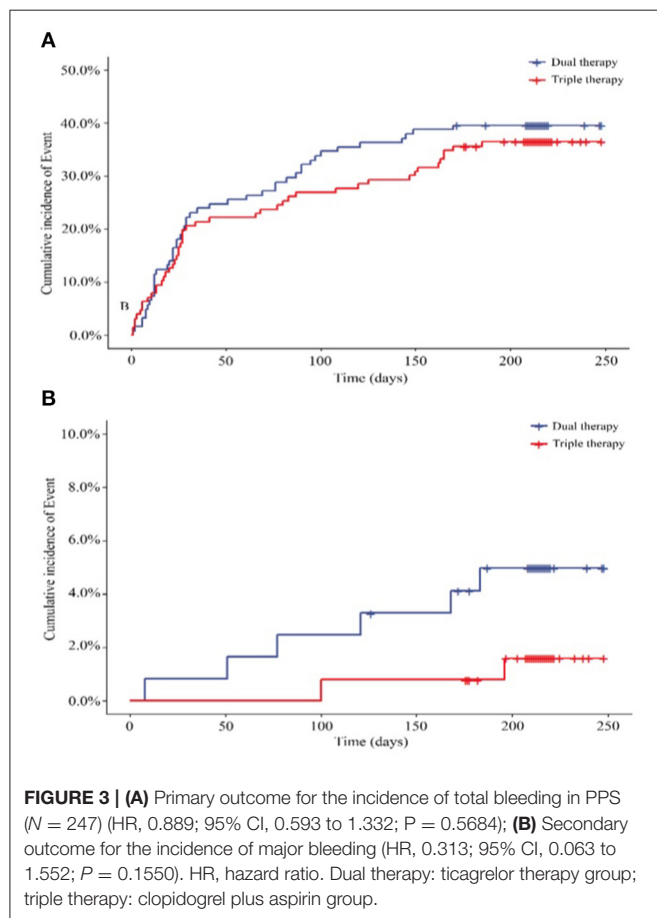 A
50.0%
Dual therapy
Triple therapy
40.0%
30.0%
20.0%
10.0%
0.0%
Cumulative incidence of Event
B
0 50 100 150 200 250
Time (days)
B
10.0%
Dual therapy
Triple therapy
8.0%
6.0%
4.0%
2.0%
0.0%
Cumulative incidence of Event
0 50 100 150 200 250
Time (days)
FIGURE 3 | (A) Primary outcome for the incidence of total bleeding in PPS
(N = 247) (HR, 0.889; 95% CI, 0.593 to 1.332; P = 0.5684); (B) Secondary
outcome for the incidence of major bleeding (HR, 0.313; 95% CI, 0.063 to
1.552; P = 0.1550). HR, hazard ratio. Dual therapy: ticagrelor therapy group;
triple therapy: clopidogrel plus aspirin group.